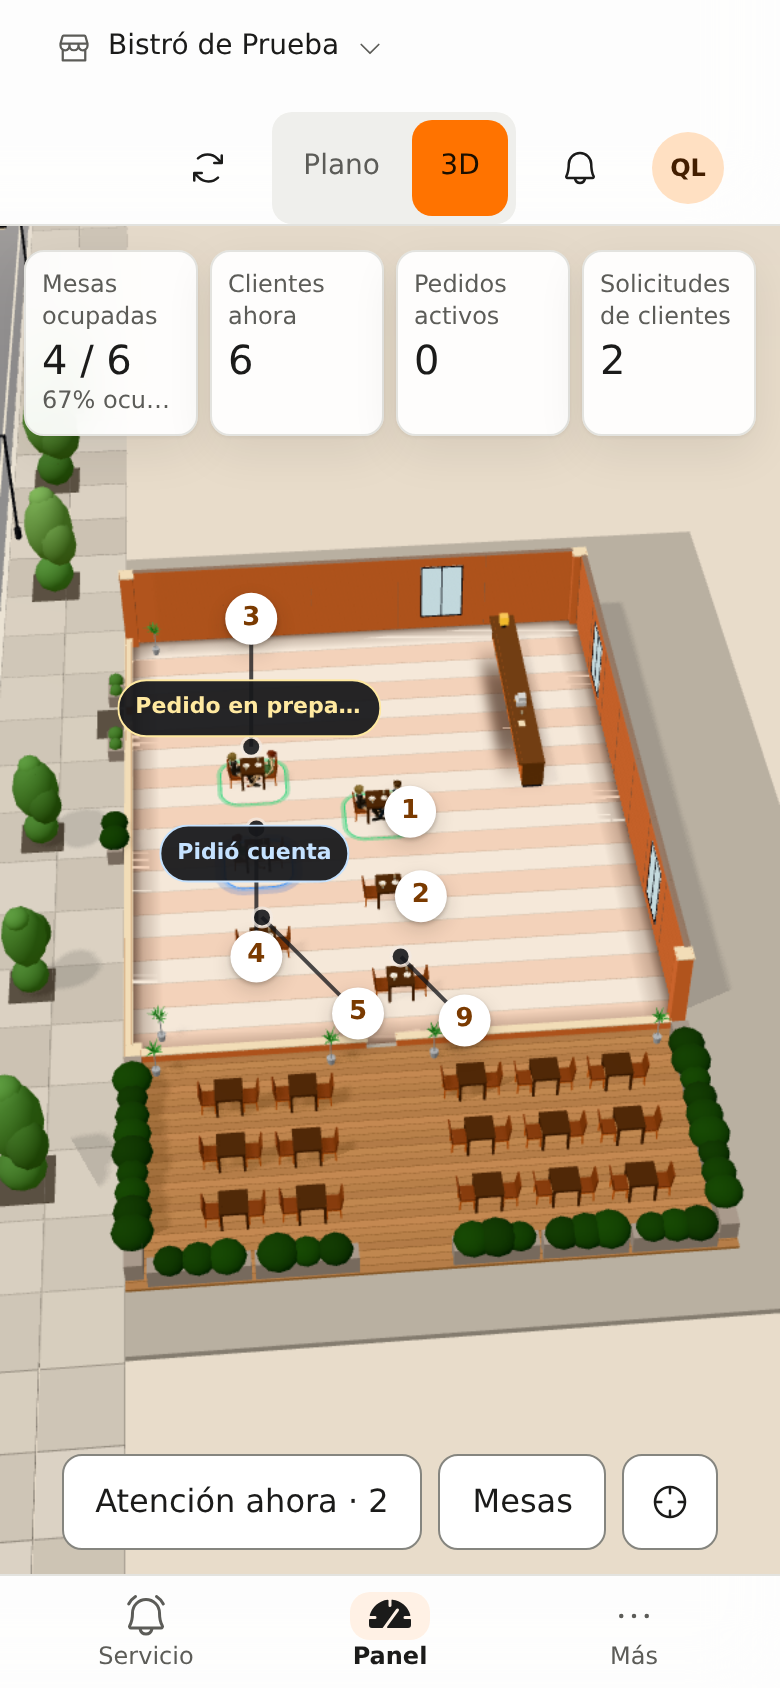 Bistró de Prueba
Plano
3D
QL
Mesas
ocupadas
4 / 6
67% ocu...
Clientes
ahora
6
Pedidos
activos
0
Solicitudes
de clientes
2
3
Pedido en prepa...
1
Pidió cuenta
2
4
5
9
Atención ahora · 2
Mesas
Servicio
Panel
Más